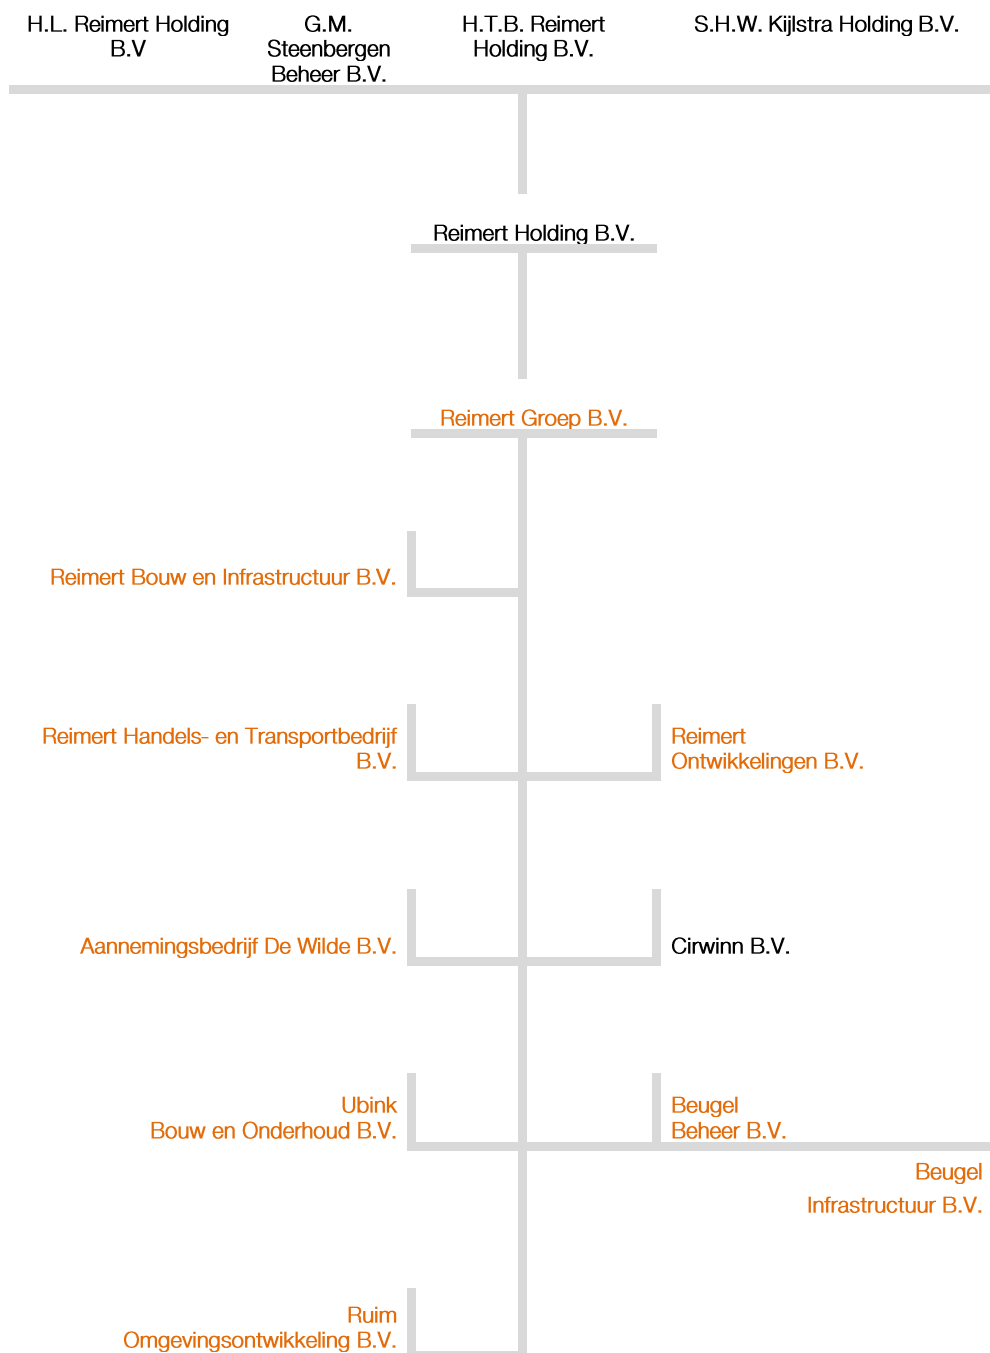 H.L. Reimert Holding
B.V
G.M.
Steenbergen
Beheer B.V.
H.T.B. Reimert
Holding B.V.
S.H.W. Kijlstra Holding B.V.
Reimert Holding B.V.
Reimert Groep B.V.
Reimert Bouw en Infrastructuur B.V.
Reimert Handels- en Transportbedrijf
B.V.
Reimert
Ontwikkelingen B.V.
Aannemingsbedrijf De Wilde B.V.
Cirwinn B.V.
Ubink
Bouw en Onderhoud B.V.
Beugel
Beheer B.V.
Beugel
Infrastructuur B.V.
Ruim
Omgevingsontwikkeling B.V.